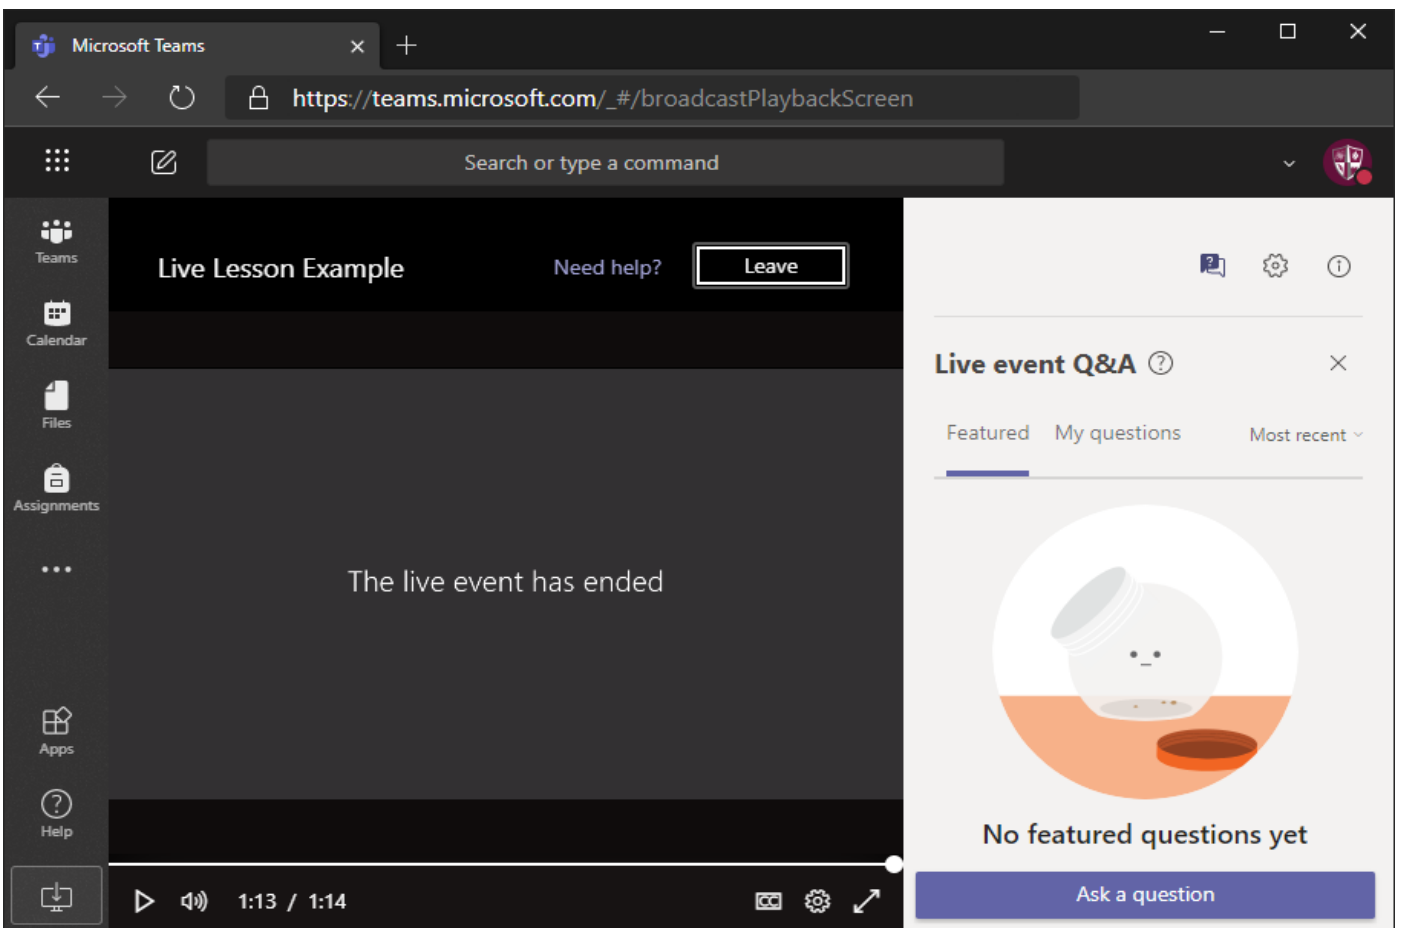 Microsoft Teams
https://teams.microsoft.com/_#/broadcastPlaybackScreen
Search or type a command
Teams
Calendar
Files
Assignments
Apps
Help
Live Lesson Example
Need help?
Leave
The live event has ended
1:13 / 1:14
CC
Live event Q&A
Featured
My questions
Most recent
No featured questions yet
Ask a question